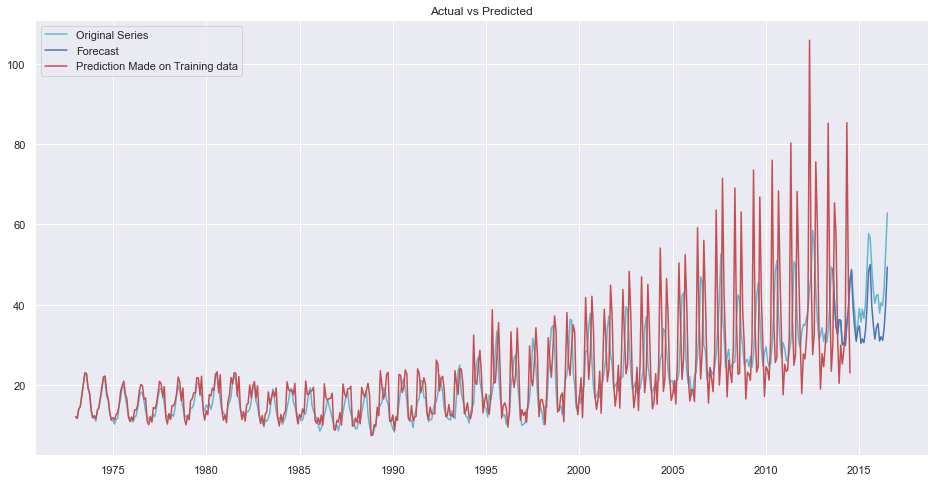 Actual vs Predicted
Original Series
Forecast
Prediction Made on Training data
100
80
60
40
20
1975 1980 1985 1990 1995 2000 2005 2010 2015